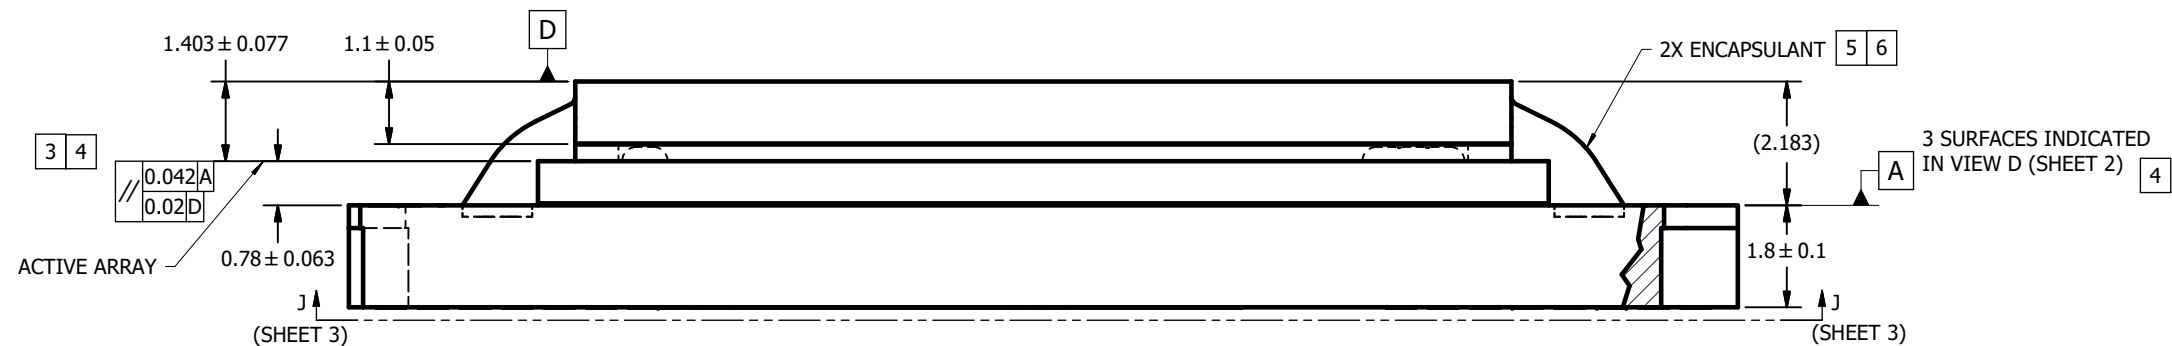 D
1.403 ± 0.077
1.1 ± 0.05
2X ENCAPSULANT 5 6
3 4
(2.183)
3 SURFACES INDICATED
IN VIEW D (SHEET 2) 4
A
// 0.042 A
0.02 D
0.78 ± 0.063
1.8 ± 0.1
ACTIVE ARRAY
J
(SHEET 3)
J
(SHEET 3)